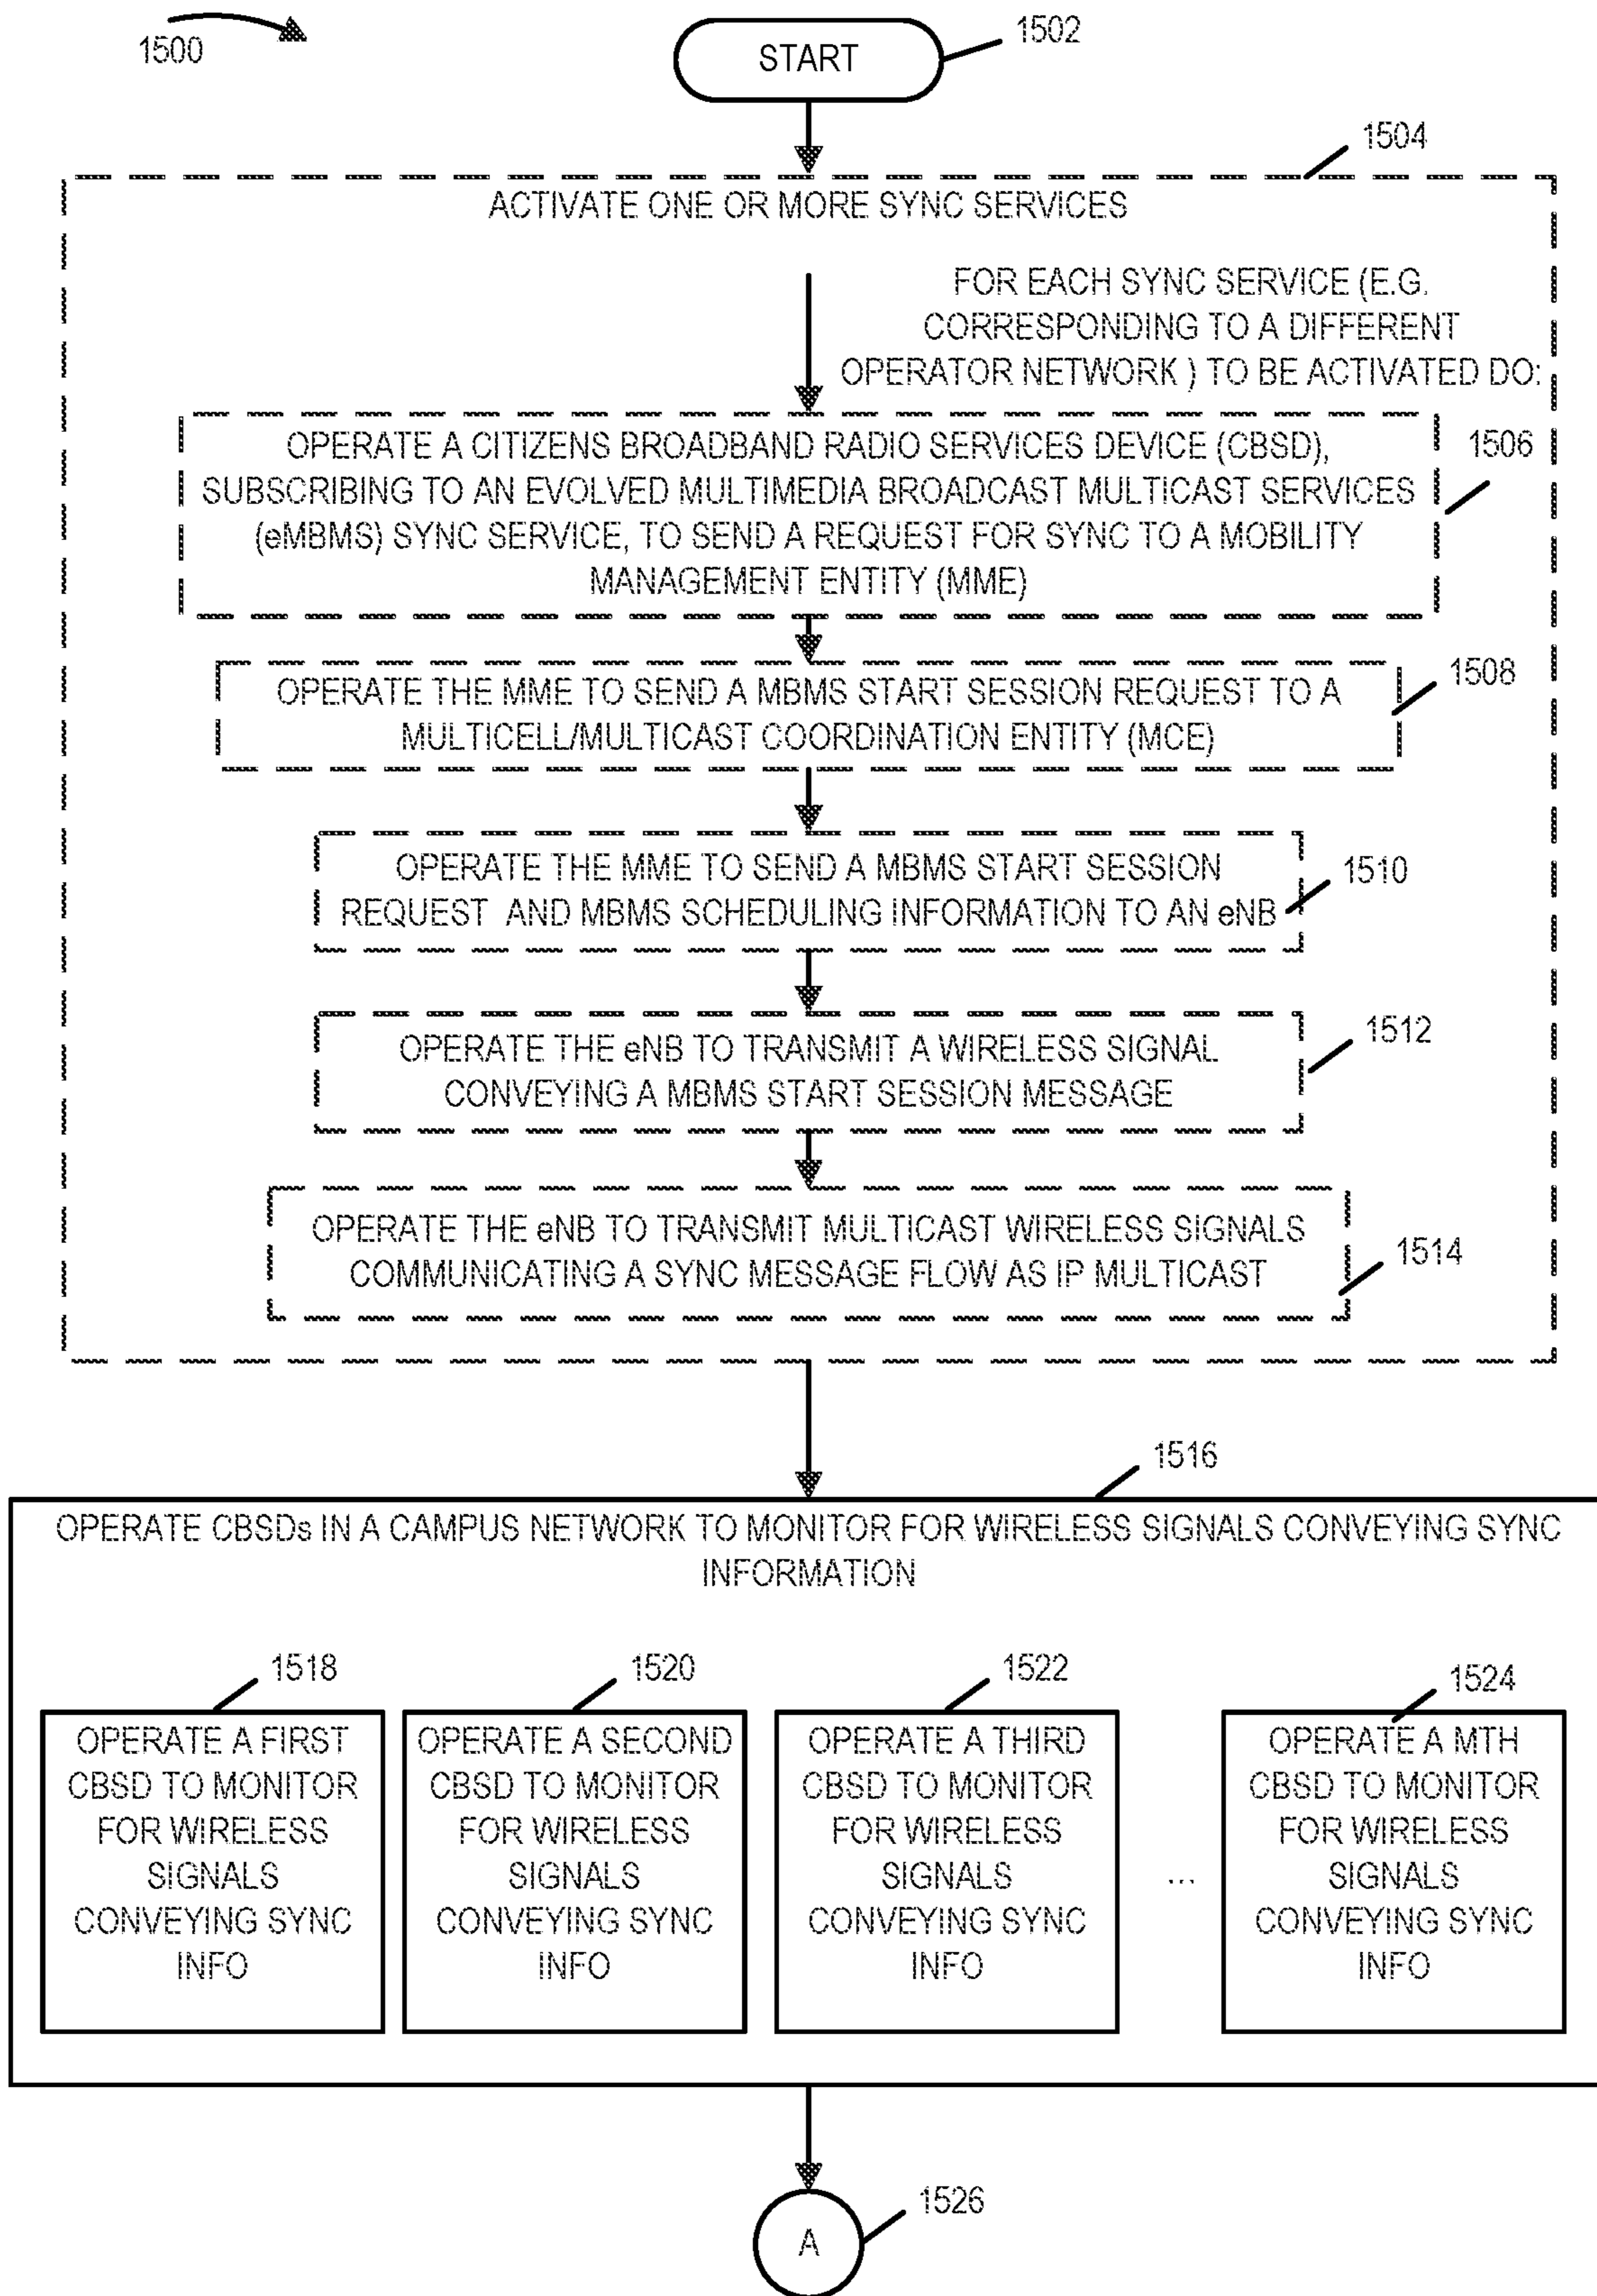 1500
START
1502
1504
ACTIVATE ONE OR MORE SYNC SERVICES
FOR EACH SYNC SERVICE (E.G.
CORRESPONDING TO A DIFFERENT
OPERATOR NETWORK ) TO BE ACTIVATED DO:
OPERATE A CITIZENS BROADBAND RADIO SERVICES DEVICE (CBSD),
SUBSCRIBING TO AN EVOLVED MULTIMEDIA BROADCAST MULTICAST SERVICES
(eMBMS) SYNC SERVICE, TO SEND A REQUEST FOR SYNC TO A MOBILITY
MANAGEMENT ENTITY (MME)
1506
OPERATE THE MME TO SEND A MBMS START SESSION REQUEST TO A
MULTICELL/MULTICAST COORDINATION ENTITY (MCE)
1508
OPERATE THE MME TO SEND A MBMS START SESSION
REQUEST AND MBMS SCHEDULING INFORMATION TO AN eNB
1510
OPERATE THE eNB TO TRANSMIT A WIRELESS SIGNAL
CONVEYING A MBMS START SESSION MESSAGE
1512
OPERATE THE eNB TO TRANSMIT MULTICAST WIRELESS SIGNALS
COMMUNICATING A SYNC MESSAGE FLOW AS IP MULTICAST
1514
1516
OPERATE CBSDs IN A CAMPUS NETWORK TO MONITOR FOR WIRELESS SIGNALS CONVEYING SYNC
INFORMATION
1518
OPERATE A FIRST
CBSD TO MONITOR
FOR WIRELESS
SIGNALS
CONVEYING SYNC
INFO
1520
OPERATE A SECOND
CBSD TO MONITOR
FOR WIRELESS
SIGNALS
CONVEYING SYNC
INFO
1522
OPERATE A THIRD
CBSD TO MONITOR
FOR WIRELESS
SIGNALS
CONVEYING SYNC
INFO
...
1524
OPERATE A MTH
CBSD TO MONITOR
FOR WIRELESS
SIGNALS
CONVEYING SYNC
INFO
A
1526